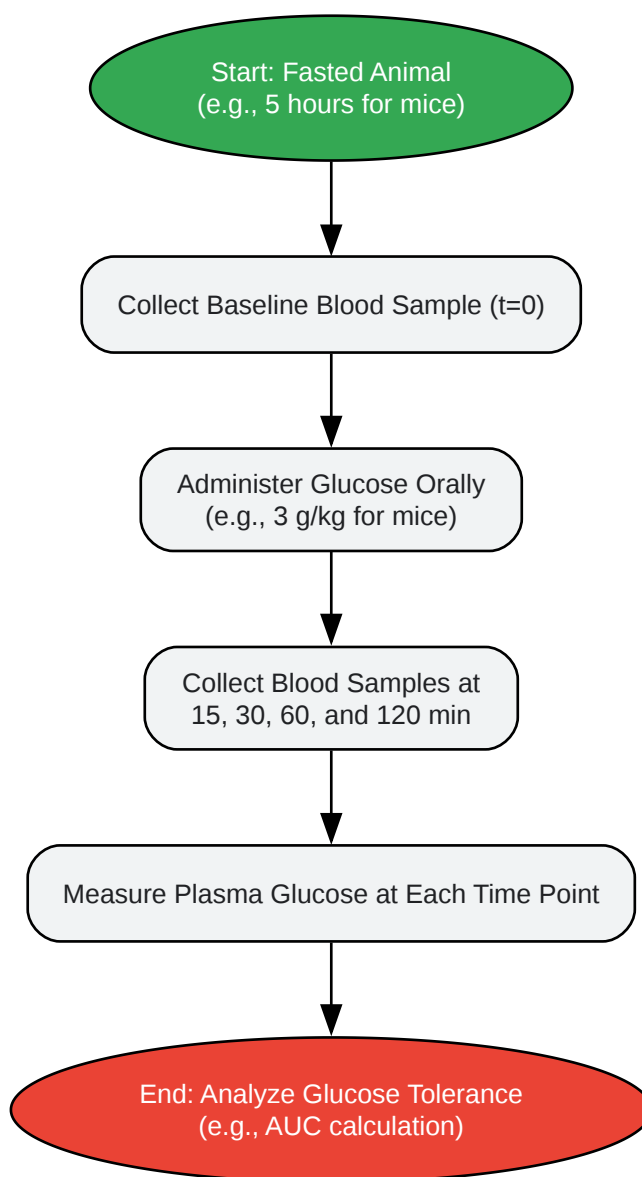 Start: Fasted Animal
(e.g., 5 hours for mice)
Collect Baseline Blood Sample (t=0)
Administer Glucose Orally
(e.g., 3 g/kg for mice)
Collect Blood Samples at
15, 30, 60, and 120 min
Measure Plasma Glucose at Each Time Point
End: Analyze Glucose Tolerance
(e.g., AUC calculation)